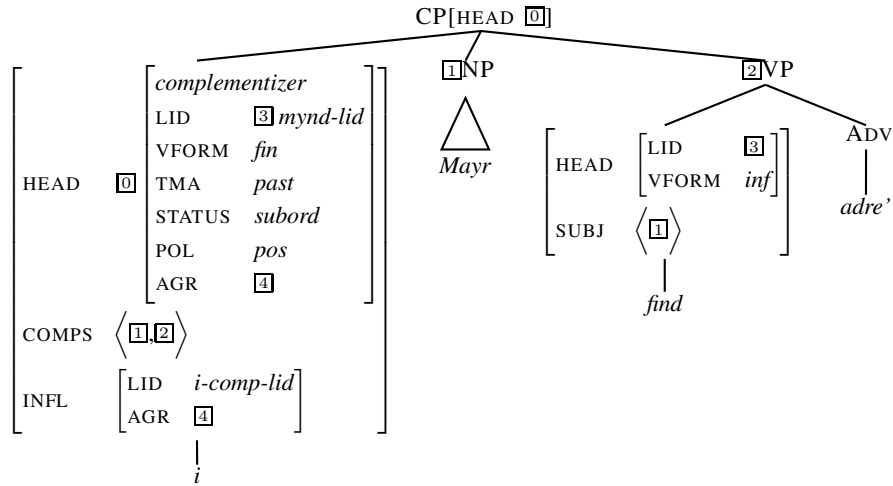 CP[HEAD 0]
complementizer
LID 3 mynd-lid
VFORM fin
HEAD 0 TMA past
STATUS subord
POL pos
AGR 4
COMPS ⟨1,2⟩
INFL LID i-comp-lid
AGR 4
i
1NP
Mayr
2VP
HEAD LID 3
VFORM inf
SUBJ ⟨1⟩
find
ADV
adre'